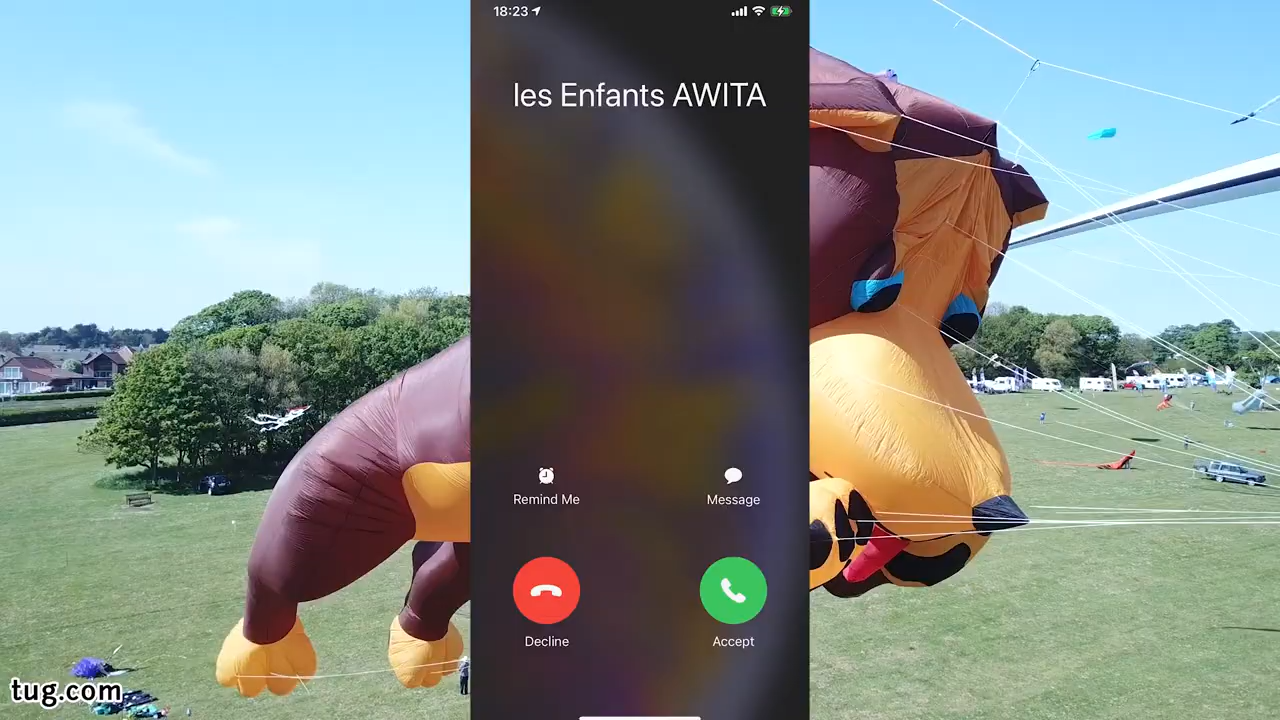 18:23
les Enfants AWITA
Remind Me
Message
Decline
Accept
tug.com